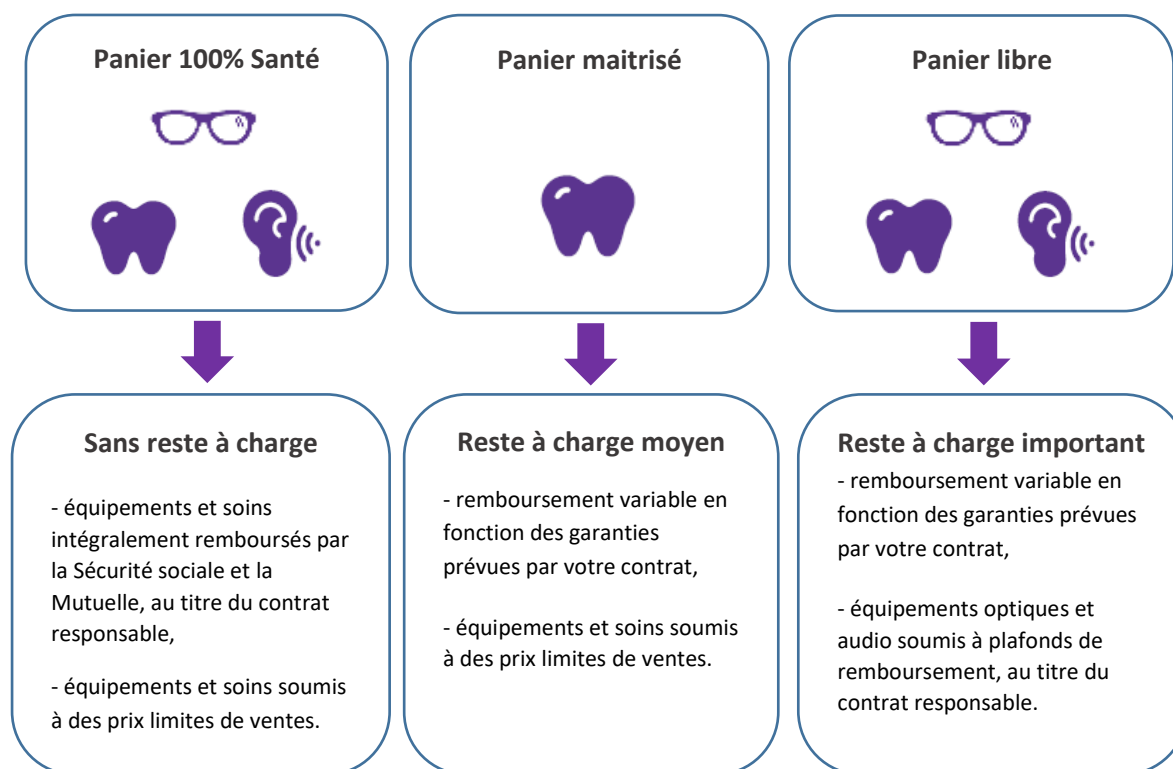 Panier 100% Santé
Panier maitrisé
Panier libre
Sans reste à charge
- équipements et soins
intégralement remboursés par
la Sécurité sociale et la
Mutuelle, au titre du contrat
responsable,
- équipements et soins soumis
à des prix limites de ventes.
Reste à charge moyen
- remboursement variable en
fonction des garanties
prévues par votre contrat,
- équipements et soins soumis
à des prix limites de ventes.
Reste à charge important
- remboursement variable en
fonction des garanties prévues
par votre contrat,
- équipements optiques et
audio soumis à plafonds de
remboursement, au titre du
contrat responsable.